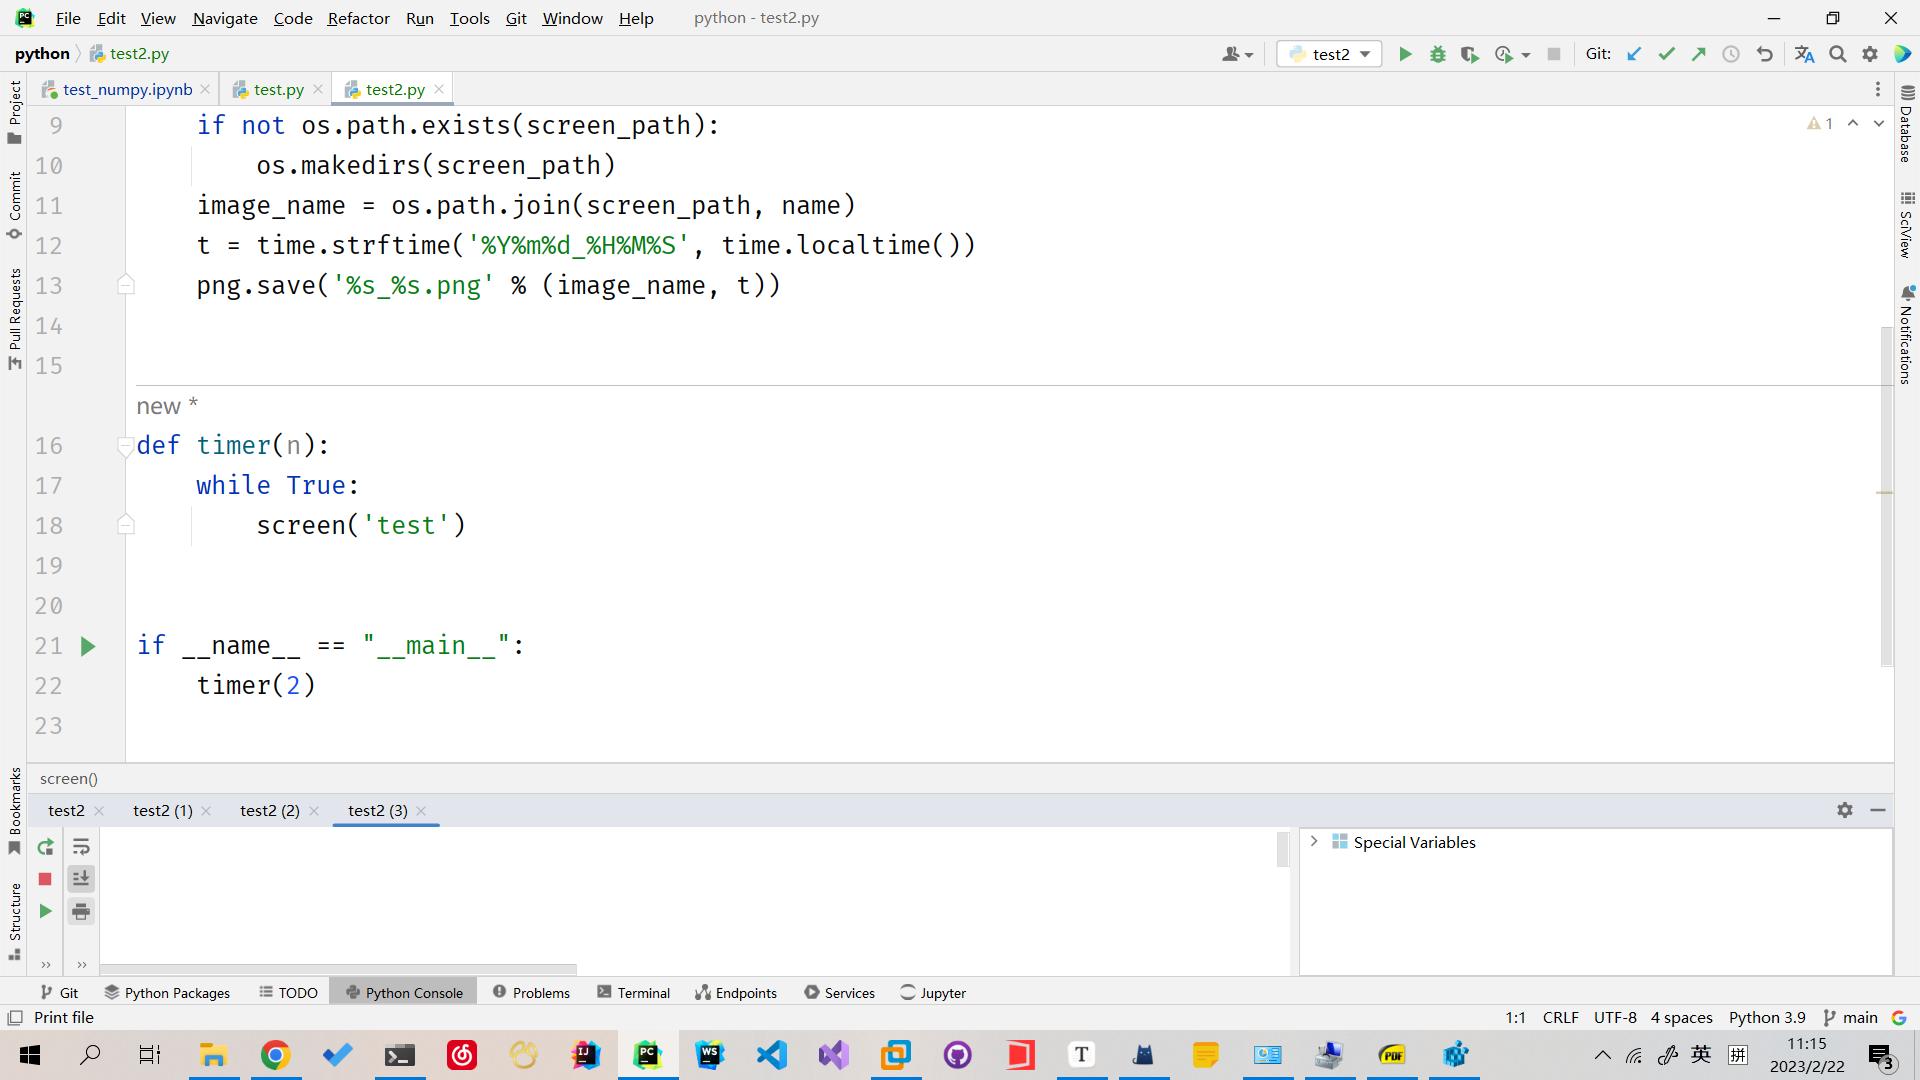 File Edit View Navigate Code Refactor Run Tools Git Window Help python - test2.py
python test2.py test2 Git:
test_numpy.ipynb test.py test2.py
Project
Commit
Pull Requests
Bookmarks
Structure
Database
SciView
Notifications
1
9 if not os.path.exists(screen_path):
10 os.makedirs(screen_path)
11 image_name = os.path.join(screen_path, name)
12 t = time.strftime('%Y%m%d_%H%M%S', time.localtime())
13 png.save('%s_%s.png' % (image_name, t))
14
15
new *
16 def timer(n):
17 while True:
18 screen('test')
19
20
21 if __name__ == "__main__":
22 timer(2)
23
screen()
test2 test2 (1) test2 (2) test2 (3)
Special Variables
Git Python Packages TODO Python Console Problems Terminal Endpoints Services Jupyter
Print file 1:1 CRLF UTF-8 4 spaces Python 3.9 main
英 拼 11:15
2023/2/22
3